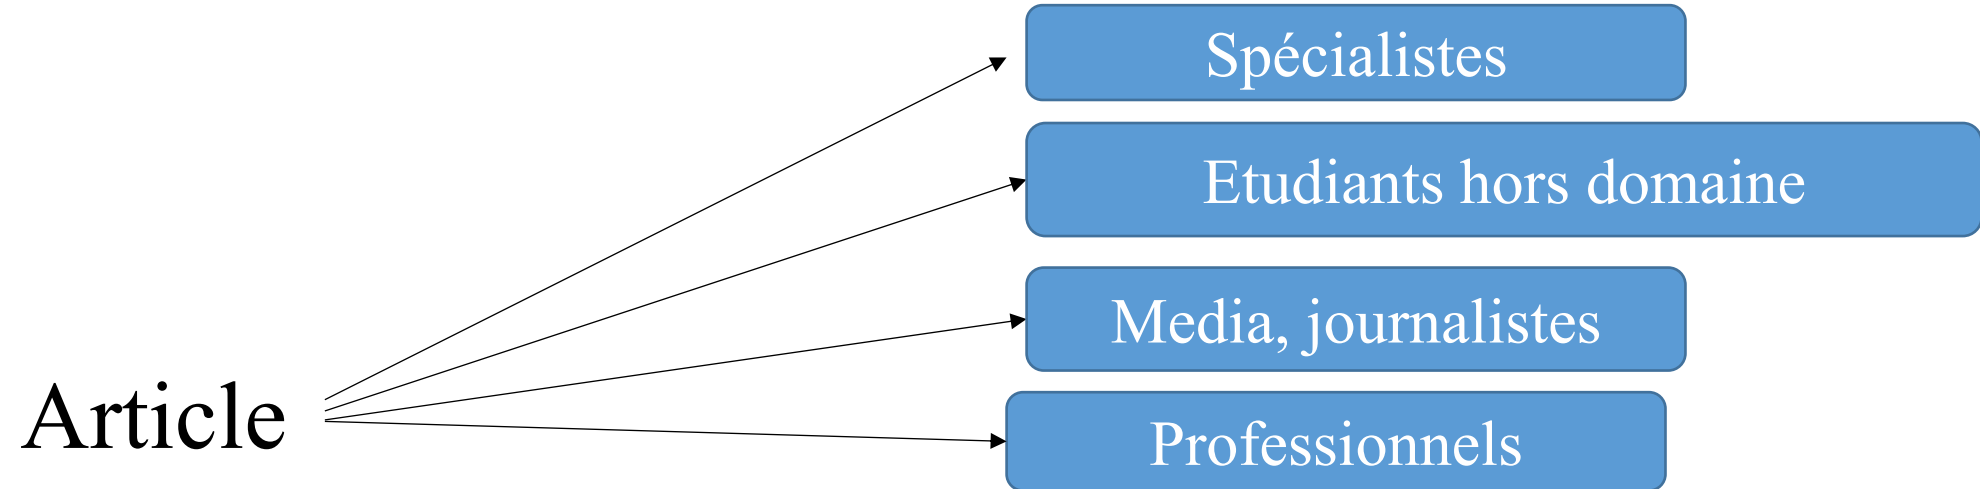 Spécialistes
Etudiants hors domaine
Media, journalistes
Article
Professionnels